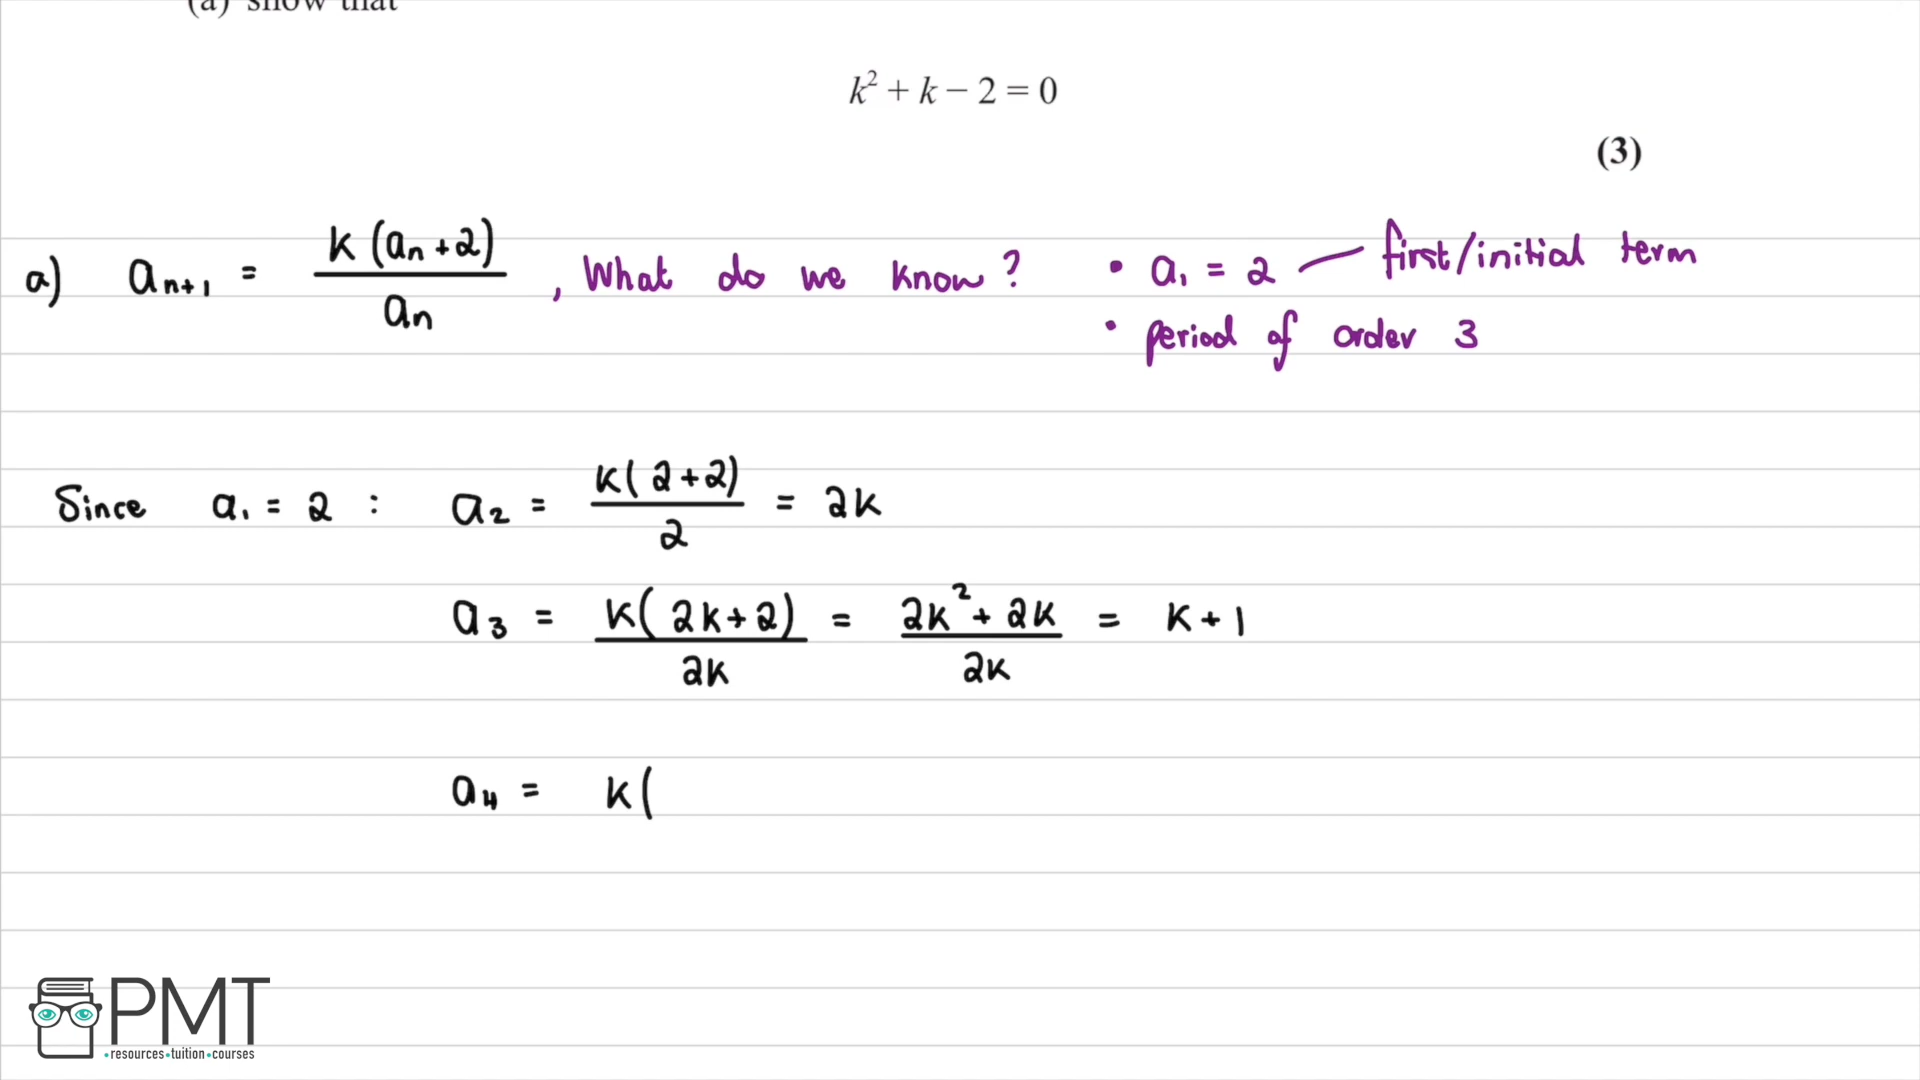 (a) show that
k² + k − 2 = 0
(3)
a) aₙ₊₁ = k(aₙ+2) / aₙ , What do we know? • a₁ = 2 — first/initial term
• period of order 3
Since a₁ = 2 : a₂ = k(2+2) / 2 = 2k
a₃ = k(2k+2) / 2k = 2k²+2k / 2k = k+1
a₄ = k(
PMT
•resources•tuition•courses